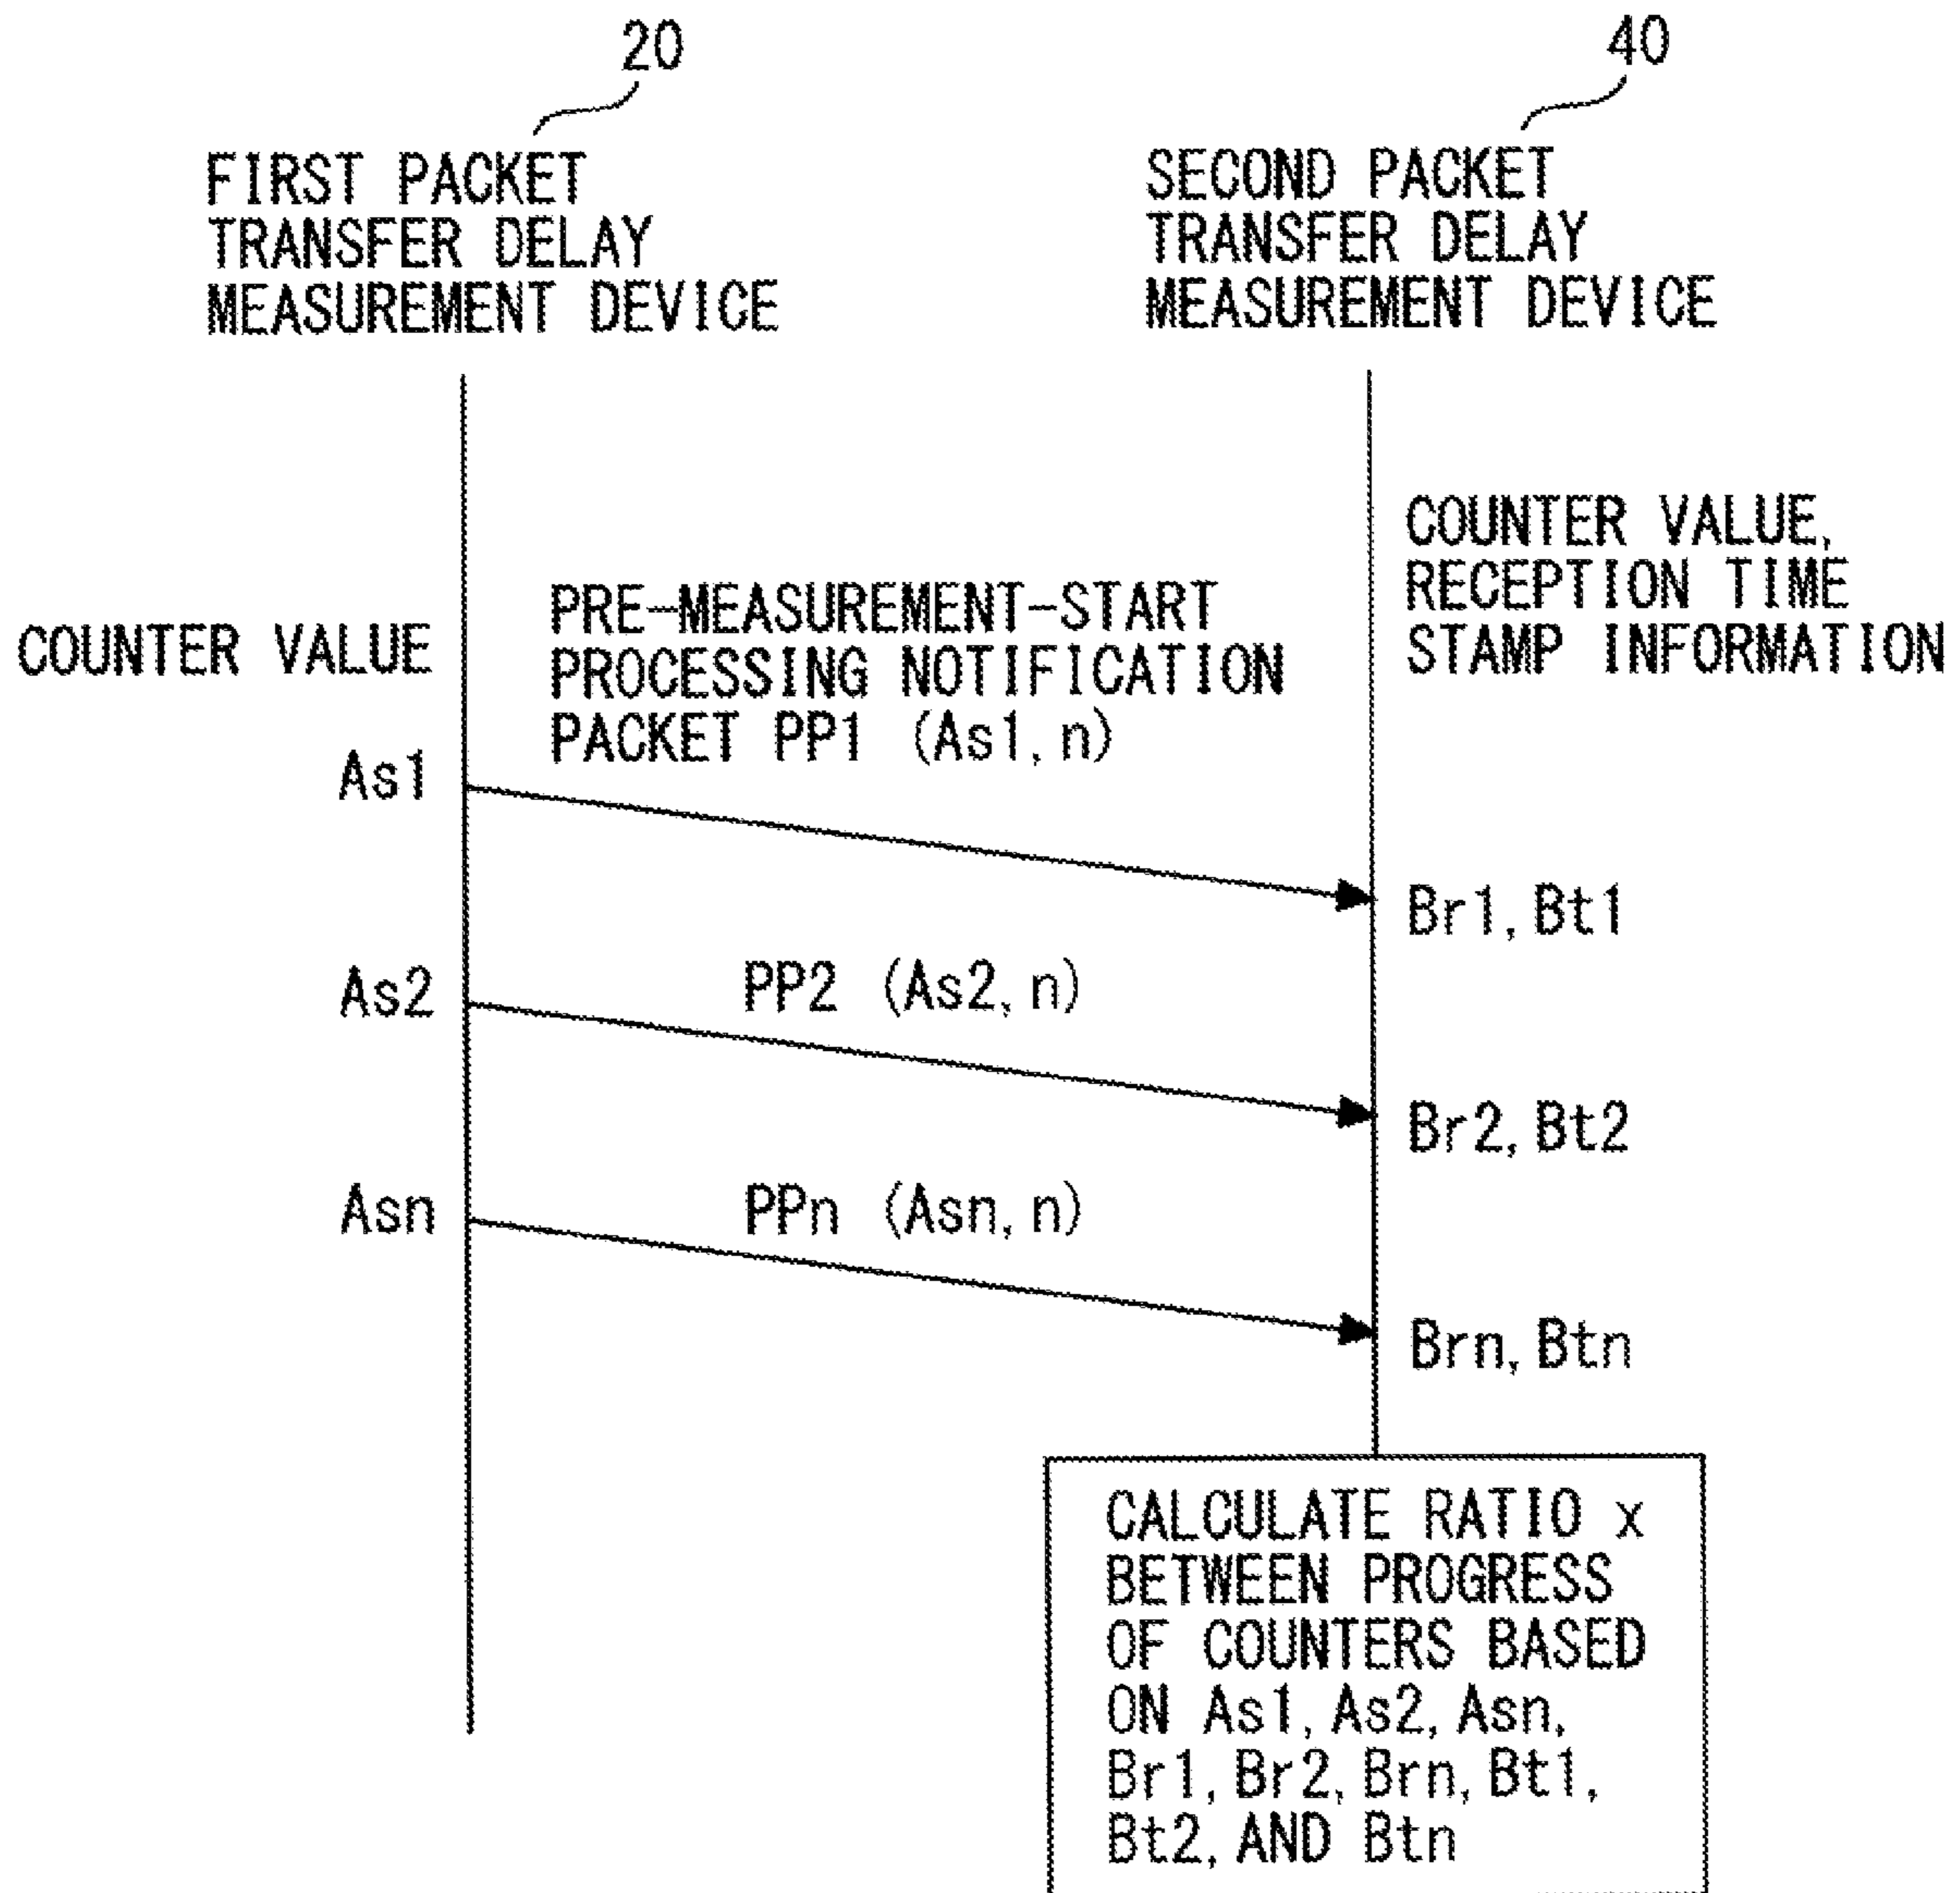 20
40
FIRST PACKET
TRANSFER DELAY
MEASUREMENT DEVICE
SECOND PACKET
TRANSFER DELAY
MEASUREMENT DEVICE
COUNTER VALUE,
RECEPTION TIME
STAMP INFORMATION
COUNTER VALUE
PRE-MEASUREMENT-START
PROCESSING NOTIFICATION
PACKET PP1 (As1, n)
As1
Br1, Bt1
As2
PP2 (As2, n)
Br2, Bt2
Asn
PPn (Asn, n)
Brn, Btn
CALCULATE RATIO x
BETWEEN PROGRESS
OF COUNTERS BASED
ON As1, As2, Asn,
Br1, Br2, Brn, Bt1,
Bt2, AND Btn